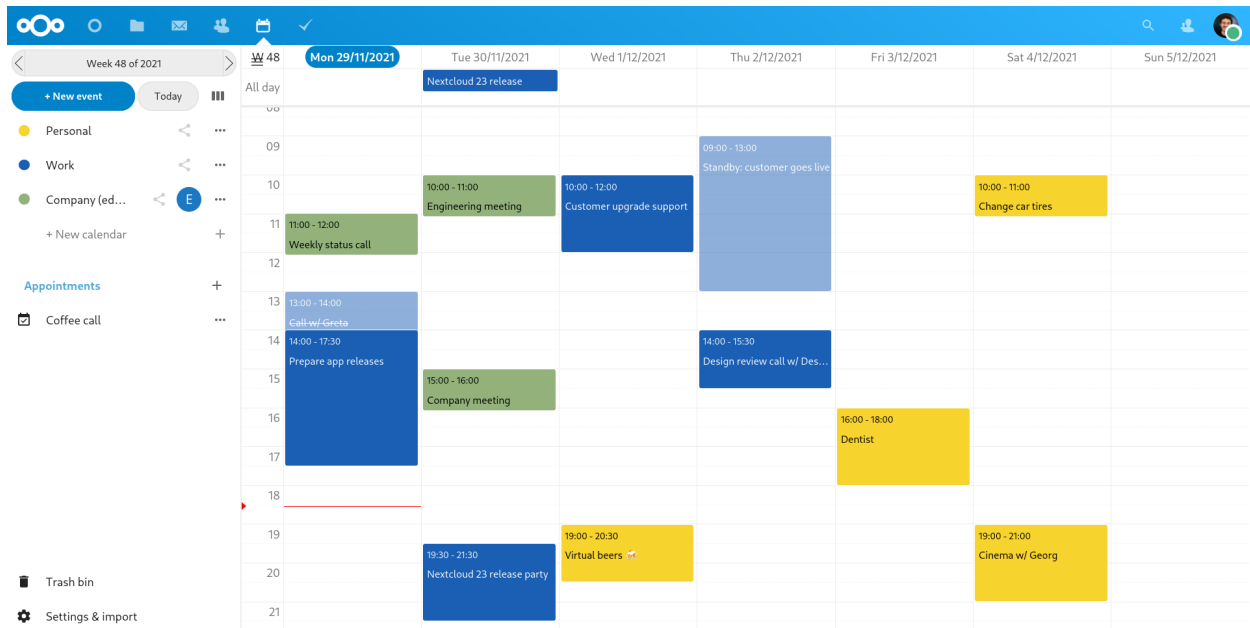 Week 48 of 2021
+ New event
Today
Personal
Work
Company (ed...
E
+ New calendar
Appointments
Coffee call
Trash bin
Settings & import
W 48
Mon 29/11/2021
Tue 30/11/2021
Wed 1/12/2021
Thu 2/12/2021
Fri 3/12/2021
Sat 4/12/2021
Sun 5/12/2021
All day
Nextcloud 23 release
08
09
10
11
12
13
14
15
16
17
18
19
20
21
11:00 - 12:00
Weekly status call
13:00 - 14:00
Call w/ Greta
14:00 - 17:30
Prepare app releases
10:00 - 11:00
Engineering meeting
15:00 - 16:00
Company meeting
19:30 - 21:30
Nextcloud 23 release party
10:00 - 12:00
Customer upgrade support
19:00 - 20:30
Virtual beers 🍻
09:00 - 13:00
Standby: customer goes live
14:00 - 15:30
Design review call w/ Des...
16:00 - 18:00
Dentist
10:00 - 11:00
Change car tires
19:00 - 21:00
Cinema w/ Georg